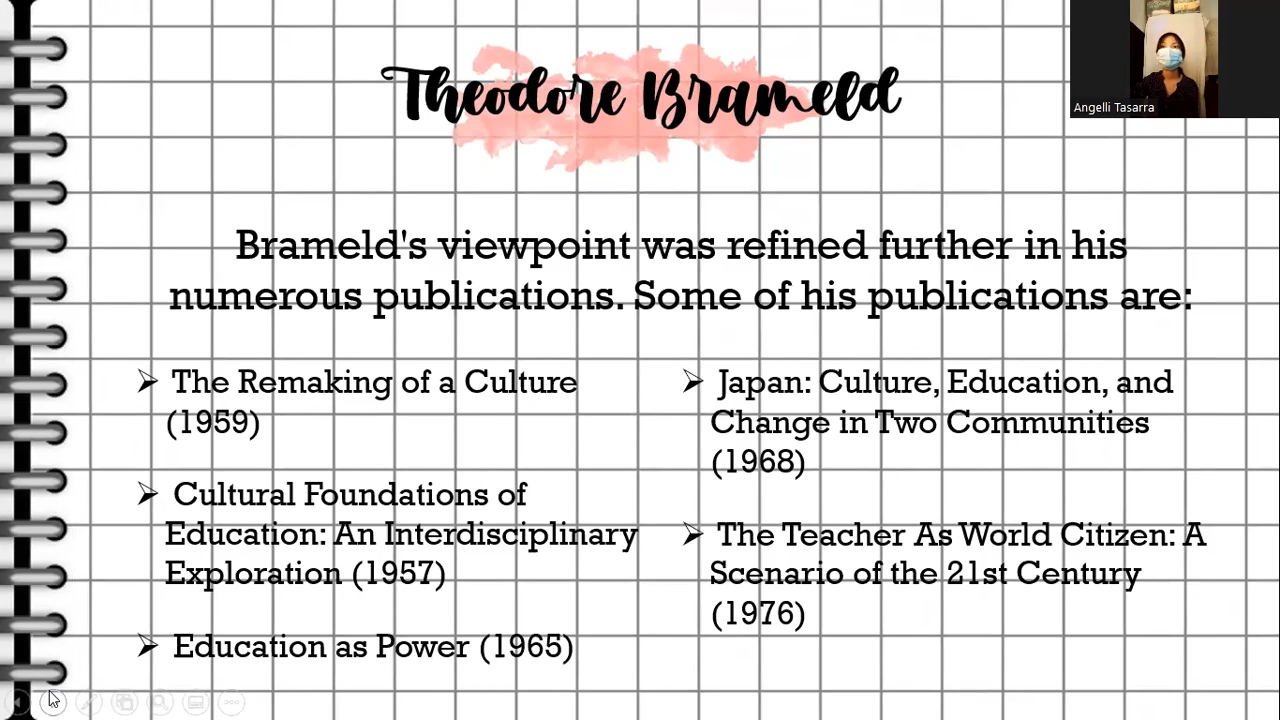 Theodore Brameld
Angelli Tasarra
Brameld's viewpoint was refined further in his
numerous publications. Some of his publications are:
➢ The Remaking of a Culture
(1959)
➢ Cultural Foundations of
Education: An Interdisciplinary
Exploration (1957)
➢ Education as Power (1965)
➢ Japan: Culture, Education, and
Change in Two Communities
(1968)
➢ The Teacher As World Citizen: A
Scenario of the 21st Century
(1976)